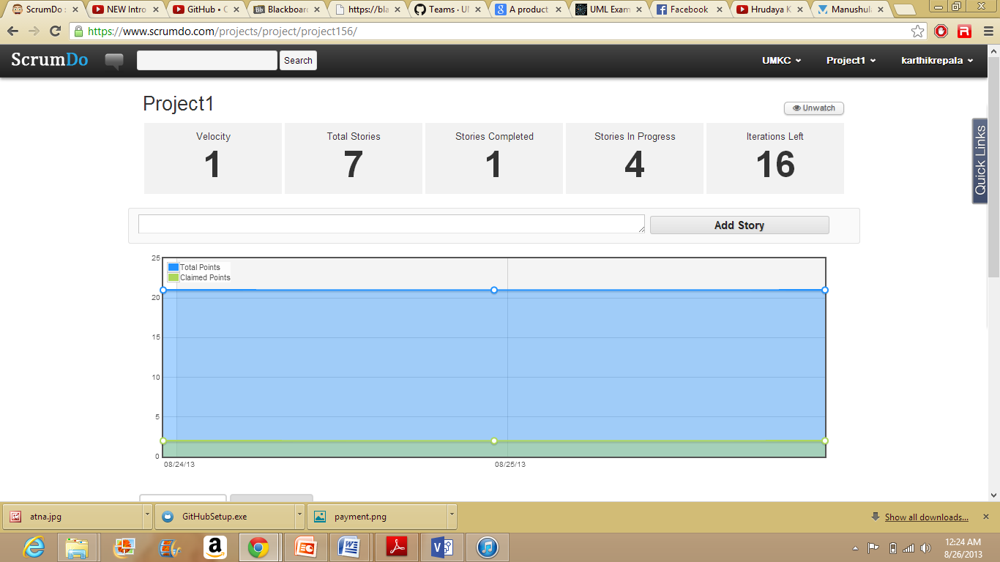 ScrumDo s
NEW Intro
GitHub • C
Blackboar
https://bla
Teams · U
A product
UML Exam
Facebook
Hrudaya K
Manushul
https://www.scrumdo.com/projects/project/project156/
ScrumDo
Search
UMKC
Project1
karthikrepala
Project1
Unwatch
Velocity
Total Stories
Stories Completed
Stories In Progress
Iterations Left
1
7
1
4
16
Quick Links
Add Story
25
Total Points
Claimed Points
20
15
10
5
0
08/24/13
08/25/13
atna.jpg
GitHubSetup.exe
payment.png
Show all downloads...
12:24 AM
8/26/2013